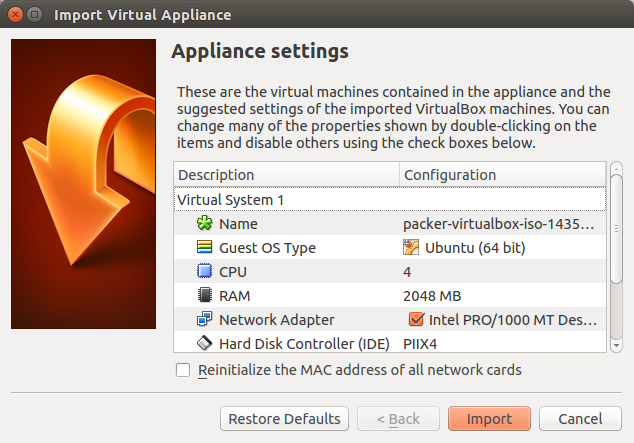 Import Virtual Appliance
Appliance settings
These are the virtual machines contained in the appliance and the
suggested settings of the imported VirtualBox machines. You can
change many of the properties shown by double-clicking on the
items and disable others using the check boxes below.
Description Configuration
Virtual System 1
Name packer-virtualbox-iso-1435...
Guest OS Type Ubuntu (64 bit)
CPU 4
RAM 2048 MB
Network Adapter Intel PRO/1000 MT Des...
Hard Disk Controller (IDE) PIIX4
Reinitialize the MAC address of all network cards
Restore Defaults < Back Import Cancel